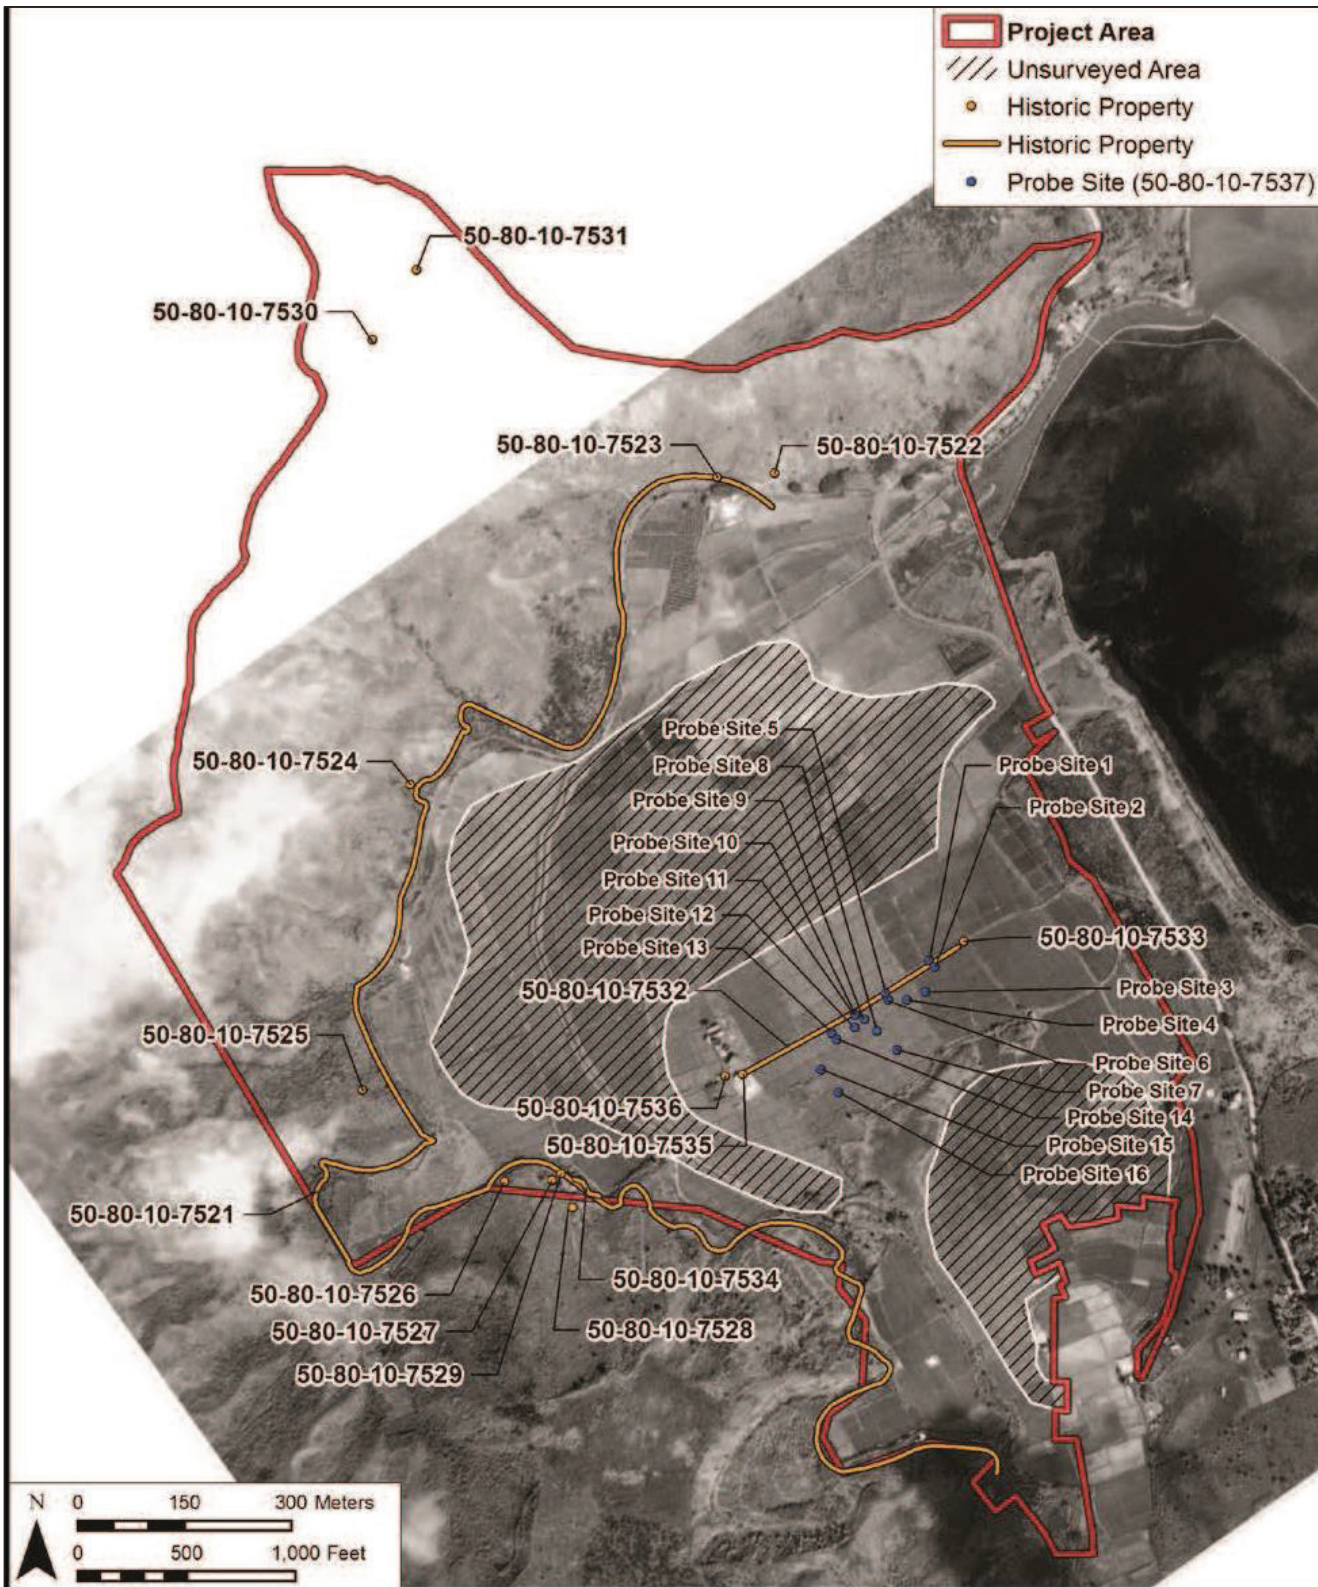 Project Area
Unsurveyed Area
Historic Property
Historic Property
Probe Site (50-80-10-7537)
50-80-10-7531
50-80-10-7530
50-80-10-7523
50-80-10-7522
Probe Site 5
50-80-10-7524
Probe Site 8
Probe Site 1
Probe Site 9
Probe Site 2
Probe Site 10
Probe Site 11
Probe Site 12
Probe Site 13
50-80-10-7533
50-80-10-7532
Probe Site 3
Probe Site 4
50-80-10-7525
Probe Site 6
Probe Site 7
50-80-10-7536
Probe Site 14
50-80-10-7535
Probe Site 15
Probe Site 16
50-80-10-7521
50-80-10-7534
50-80-10-7526
50-80-10-7527
50-80-10-7528
50-80-10-7529
N 0 150 300 Meters
0 500 1,000 Feet